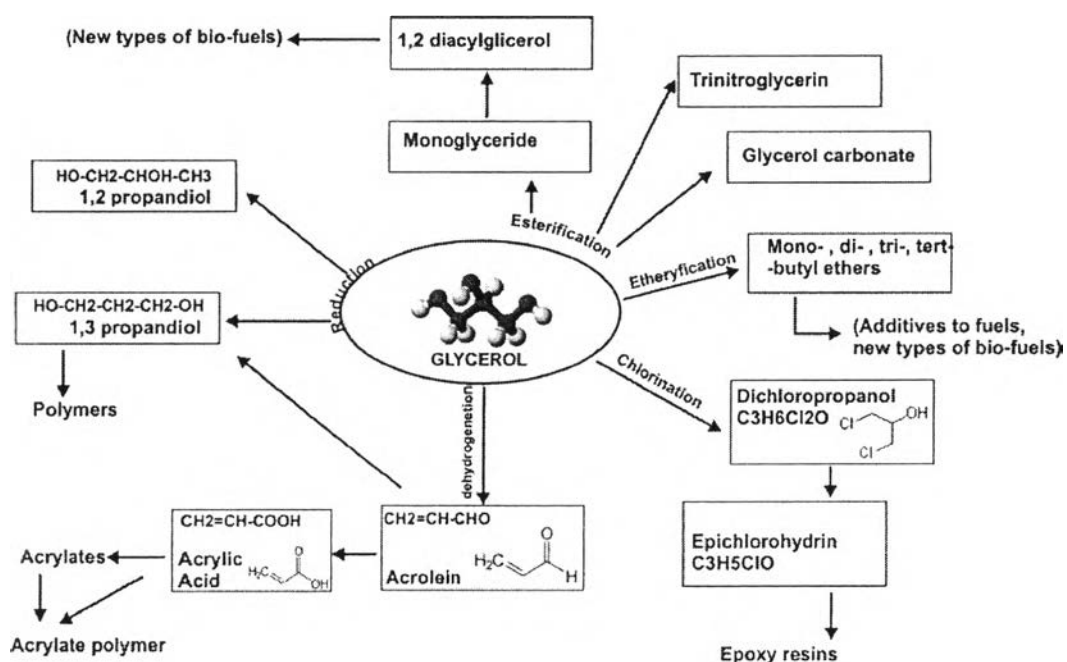 (New types of bio-fuels)
1,2 diacylglicerol
Trinitroglycerin
Monoglyceride
Glycerol carbonate
HO-CH2-CHOH-CH3
1,2 propandiol
Esterification
Mono- , di- , tri-, tert-
-butyl ethers
Etheryfication
Reduction
HO-CH2-CH2-CH2-OH
1,3 propandiol
GLYCEROL
(Additives to fuels,
new types of bio-fuels)
Chlorination
Polymers
Dichloropropanol
C3H6Cl2O
Cl
OH
Cl
dehydrogenetion
CH2=CH-COOH
Acrylic
Acid
H2C
O
OH
CH2=CH-CHO
Acrolein
H2C
O
H
Acrylates
Epichlorohydrin
C3H5ClO
Acrylate polymer
Epoxy resins